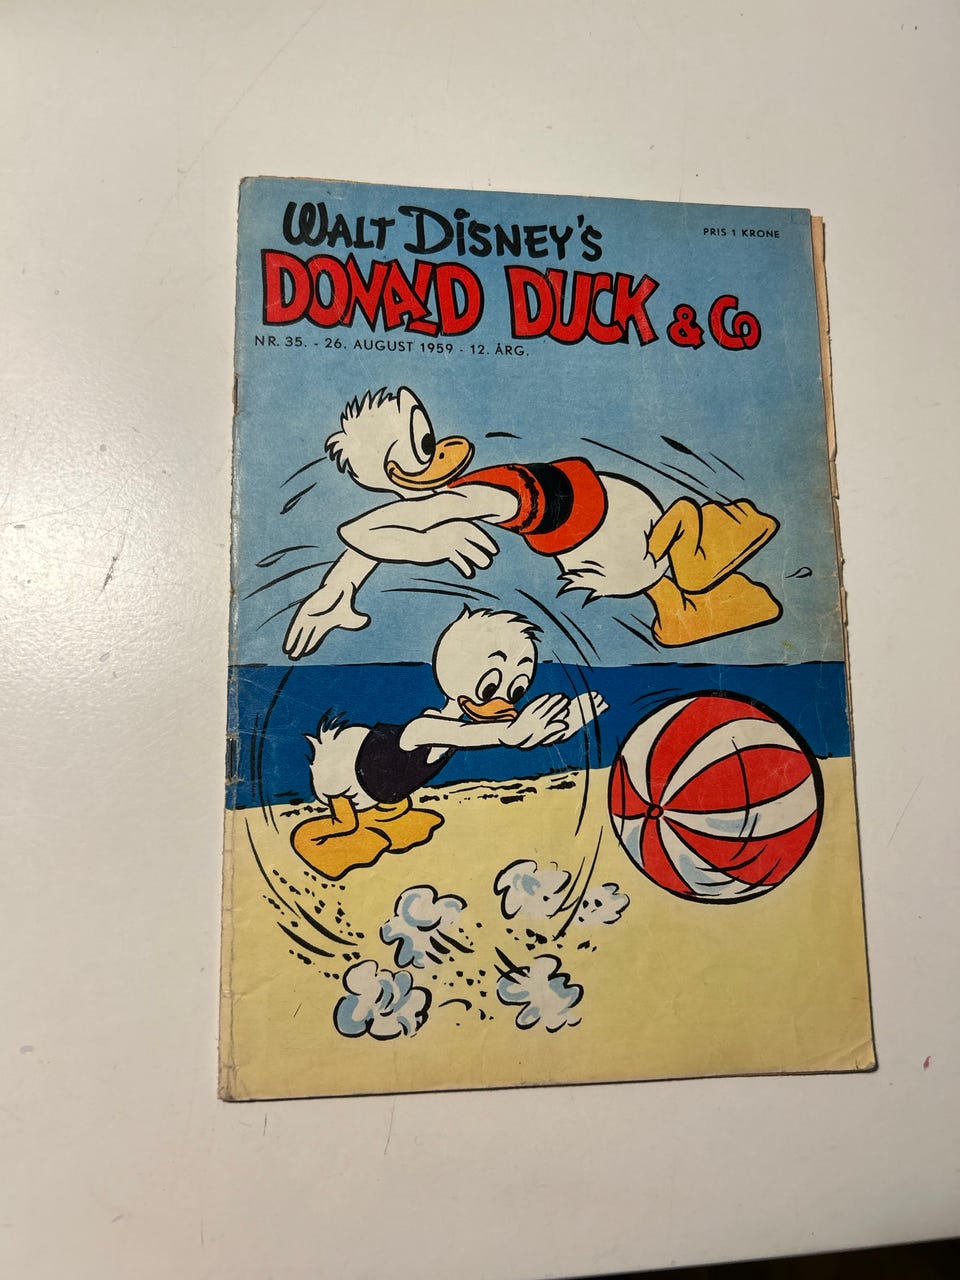 WALT DISNEY'S
PRIS 1 KRONE
DONALD DUCK & Co
NR. 35. - 26. AUGUST 1959 - 12. ÅRG.